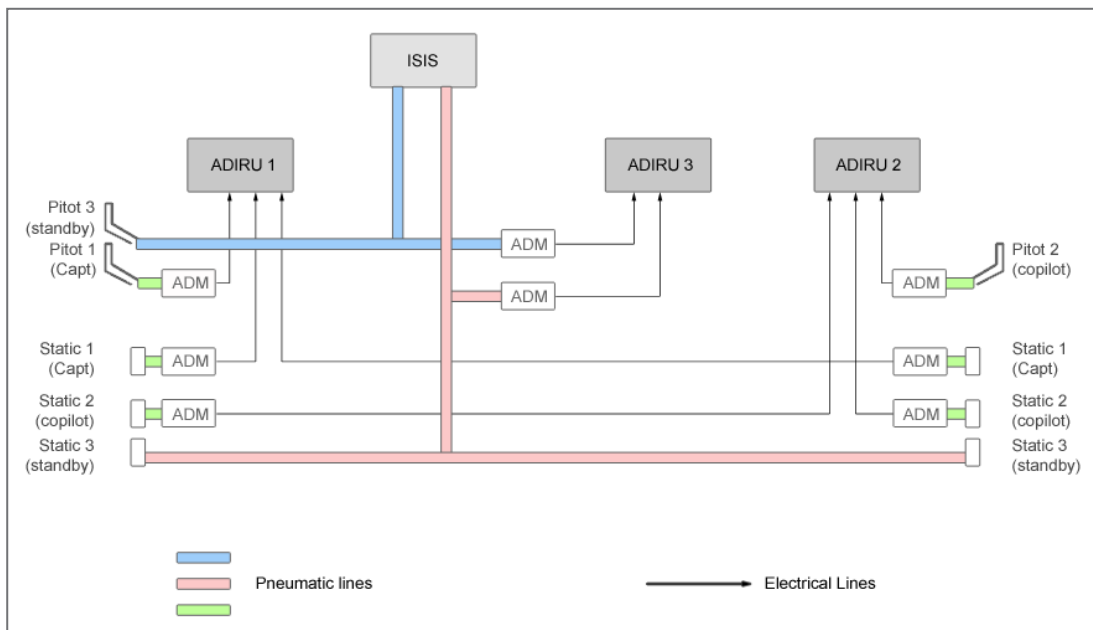 ISIS
ADIRU 1
ADIRU 3
ADIRU 2
Pitot 3
(standby)
ADM
Pitot 1
(Capt)
ADM
ADM
ADM
Pitot 2
(copilot)
Static 1
(Capt)
ADM
ADM
Static 1
(Capt)
Static 2
(copilot)
ADM
ADM
Static 2
(copilot)
Static 3
(standby)
Static 3
(standby)
Pneumatic lines
Electrical Lines